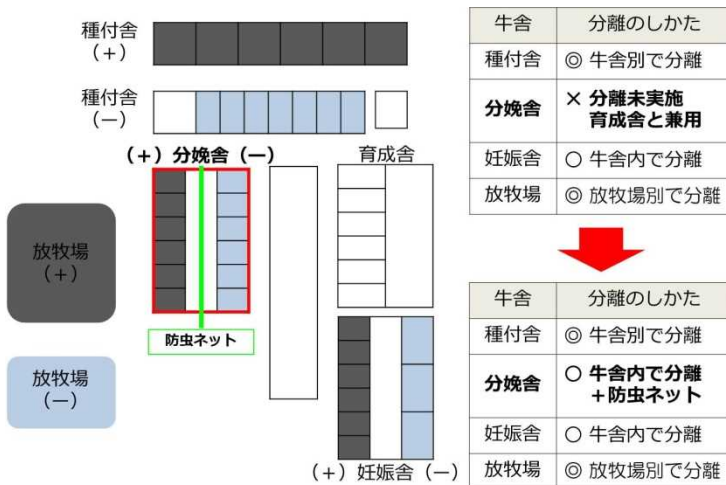 種付舎
(+)
種付舎
(ー)
(+)分娩舎(ー)
育成舎
放牧場
(+)
防虫ネット
放牧場
(ー)
(+)妊娠舎(ー)
牛舎 分離のしかた
種付舎 ◎ 牛舎別で分離
分娩舎 × 分離未実施
育成舎と兼用
妊娠舎 ○ 牛舎内で分離
放牧場 ◎ 放牧場別で分離
牛舎 分離のしかた
種付舎 ◎ 牛舎別で分離
分娩舎 ○ 牛舎内で分離
+防虫ネット
妊娠舎 ○ 牛舎内で分離
放牧場 ◎ 放牧場別で分離